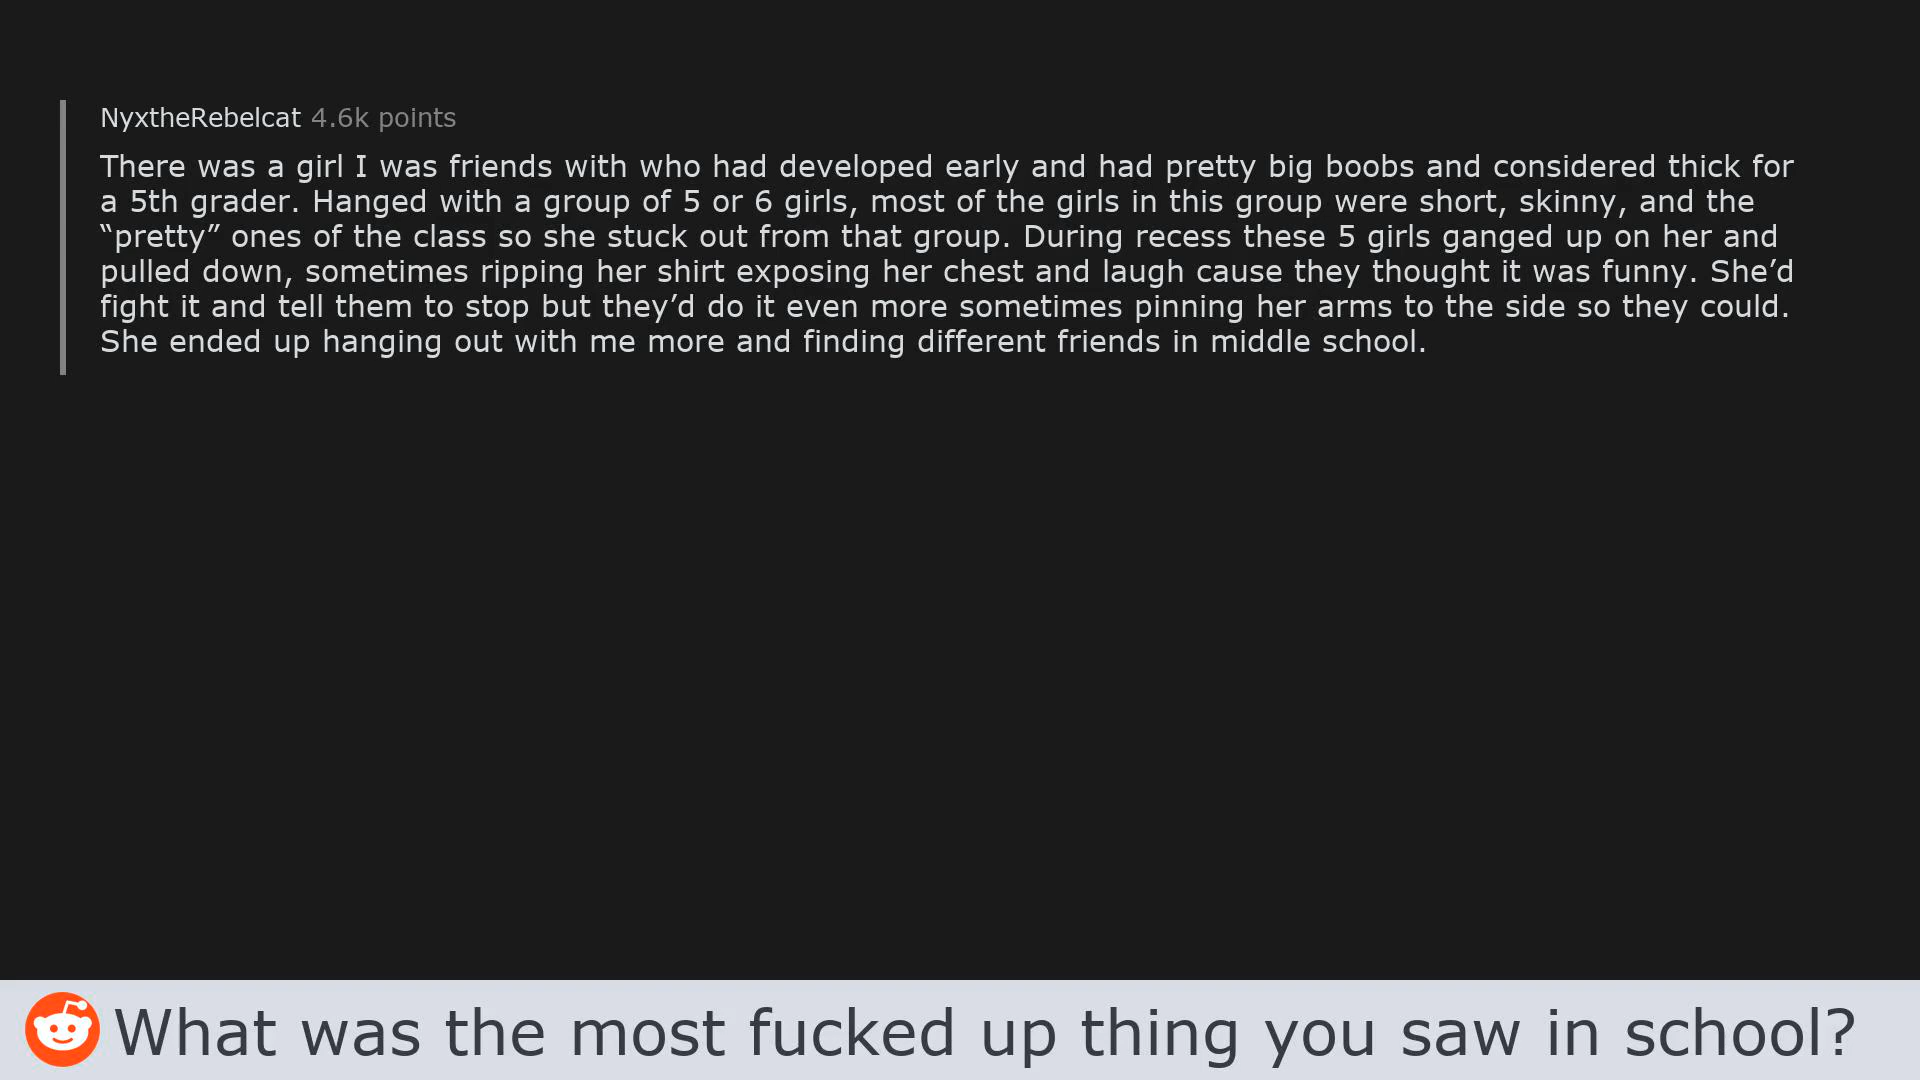 NyxtheRebelcat 4.6k points
There was a girl I was friends with who had developed early and had pretty big boobs and considered thick for
a 5th grader. Hanged with a group of 5 or 6 girls, most of the girls in this group were short, skinny, and the
“pretty” ones of the class so she stuck out from that group. During recess these 5 girls ganged up on her and
pulled down, sometimes ripping her shirt exposing her chest and laugh cause they thought it was funny. She’d
fight it and tell them to stop but they’d do it even more sometimes pinning her arms to the side so they could.
She ended up hanging out with me more and finding different friends in middle school.
What was the most fucked up thing you saw in school?